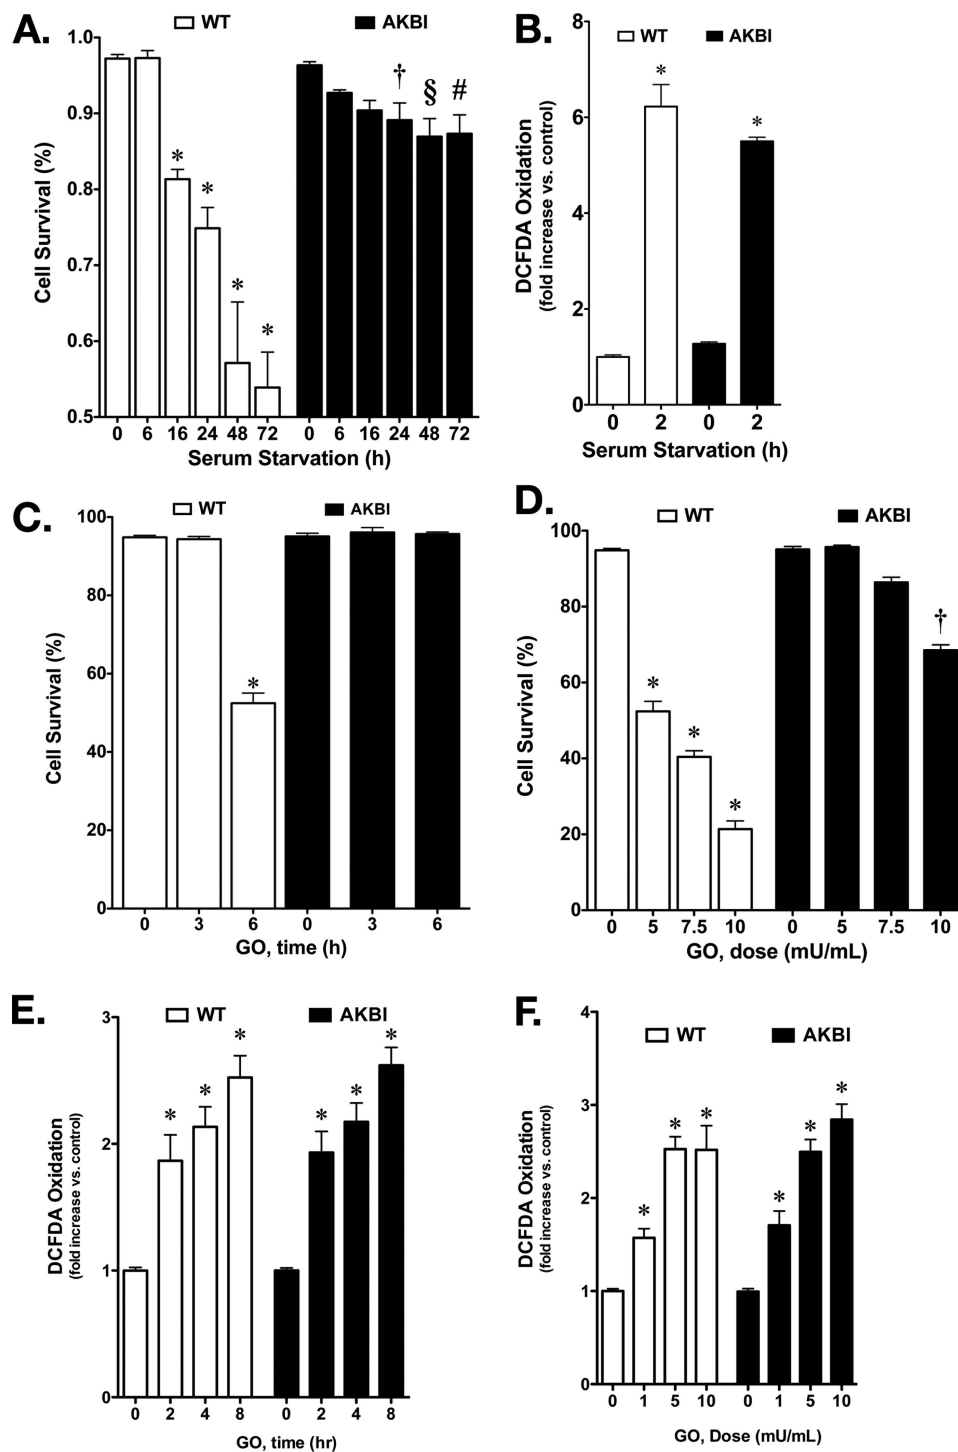 A.
WT
AKBI
Cell Survival (%)
1.0
0.9
0.8
0.7
0.6
0.5
* * * *
† § #
0 6 16 24 48 72 0 6 16 24 48 72
Serum Starvation (h)
B.
WT
AKBI
DCFDA Oxidation
(fold increase vs. control)
8
6
4
2
0
* *
0 2 0 2
Serum Starvation (h)
C.
WT
AKBI
Cell Survival (%)
100
80
60
40
20
0
*
0 3 6 0 3 6
GO, time (h)
D.
WT
AKBI
Cell Survival (%)
100
80
60
40
20
0
* * *
†
0 5 7.5 10 0 5 7.5 10
GO, dose (mU/mL)
E.
WT
AKBI
DCFDA Oxidation
(fold increase vs. control)
3
2
1
0
* * * * * *
0 2 4 8 0 2 4 8
GO, time (hr)
F.
WT
AKBI
DCFDA Oxidation
(fold increase vs. control)
4
3
2
1
0
* * * * * *
0 1 5 10 0 1 5 10
GO, Dose (mU/mL)